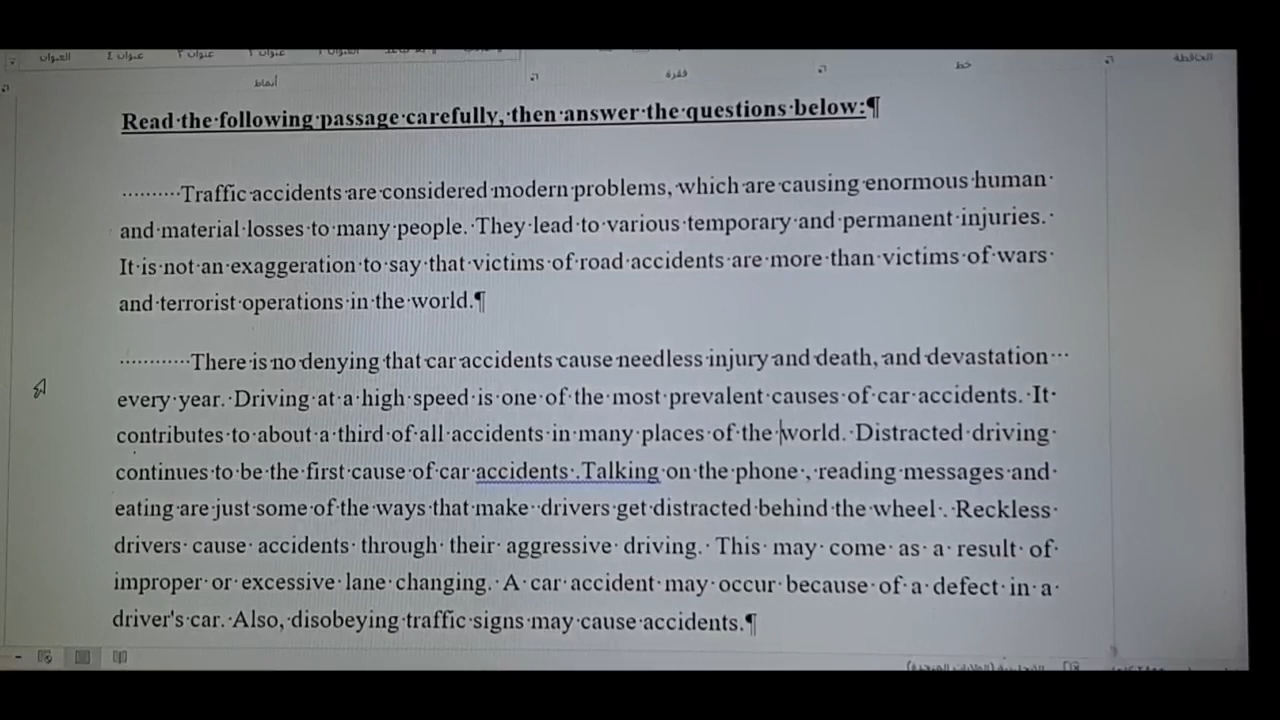 العنوان عنوان ٤ عنوان ٣
أنماط فقرة خط الحافظة
Read the following passage carefully, then answer the questions below:¶
Traffic accidents are considered modern problems, which are causing enormous human
and material losses to many people. They lead to various temporary and permanent injuries.
It is not an exaggeration to say that victims of road accidents are more than victims of wars
and terrorist operations in the world.¶
There is no denying that car accidents cause needless injury and death, and devastation
every year. Driving at a high speed is one of the most prevalent causes of car accidents. It
contributes to about a third of all accidents in many places of the world. Distracted driving
continues to be the first cause of car accidents .Talking on the phone , reading messages and
eating are just some of the ways that make  drivers get distracted behind the wheel . Reckless
drivers cause accidents through their aggressive driving. This may come as a result of
improper or excessive lane changing. A car accident may occur because of a defect in a
driver's car. Also, disobeying traffic signs may cause accidents.¶